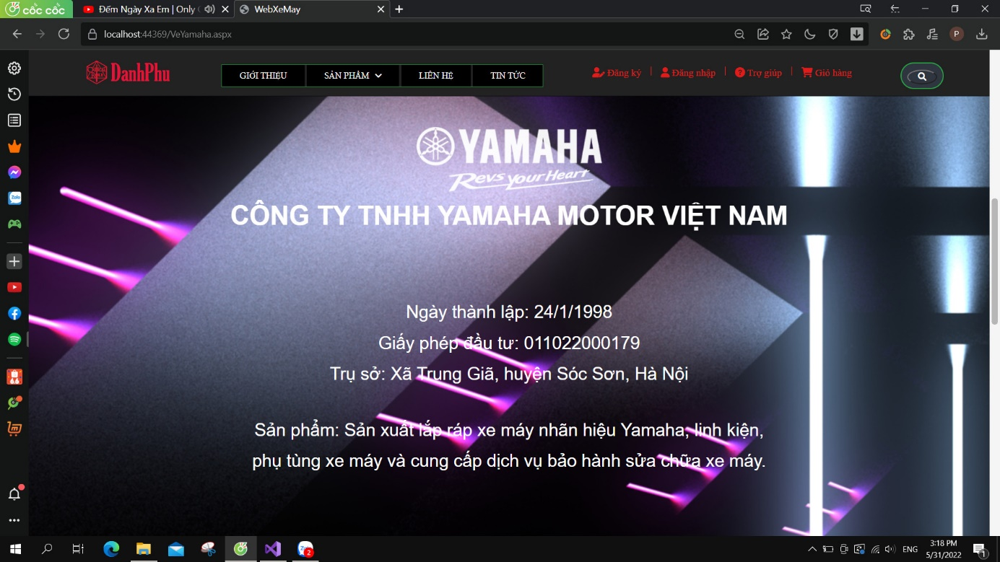 cốc cốc
Đếm Ngày Xa Em | Only
WebXeMay
localhost:44369/VeYamaha.aspx
P
DanhPhu
GIỚI THIỆU
SẢN PHẨM
LIÊN HỆ
TIN TỨC
Đăng ký
Đăng nhập
Trợ giúp
Giỏ hàng
YAMAHA
Revs Your Heart
CÔNG TY TNHH YAMAHA MOTOR VIỆT NAM
Ngày thành lập: 24/1/1998
Giấy phép đầu tư: 011022000179
Trụ sở: Xã Trung Giã, huyện Sóc Sơn, Hà Nội
Sản phẩm: Sản xuất lắp ráp xe máy nhãn hiệu Yamaha, linh kiện,
phụ tùng xe máy và cung cấp dịch vụ bảo hành sửa chữa xe máy.
Zalo
2
ENG
3:18 PM
5/31/2022
1